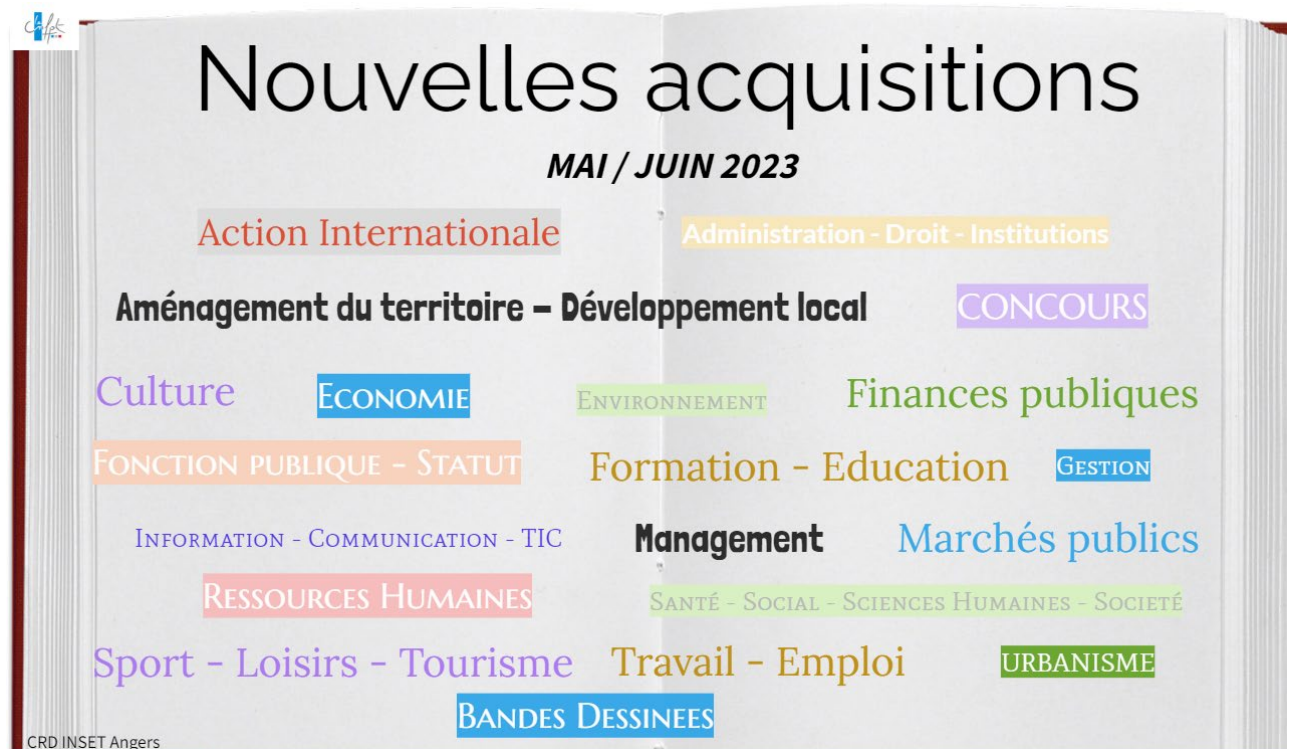 cnfpt
Nouvelles acquisitions
MAI / JUIN 2023
Action Internationale
Administration - Droit - Institutions
Aménagement du territoire – Développement local
CONCOURS
Culture
ECONOMIE
ENVIRONNEMENT
Finances publiques
FONCTION PUBLIQUE - STATUT
Formation - Education
GESTION
INFORMATION - COMMUNICATION - TIC
Management
Marchés publics
RESSOURCES HUMAINES
SANTÉ - SOCIAL - SCIENCES HUMAINES - SOCIETÉ
Sport - Loisirs - Tourisme
Travail - Emploi
URBANISME
BANDES DESSINEES
CRD INSET Angers